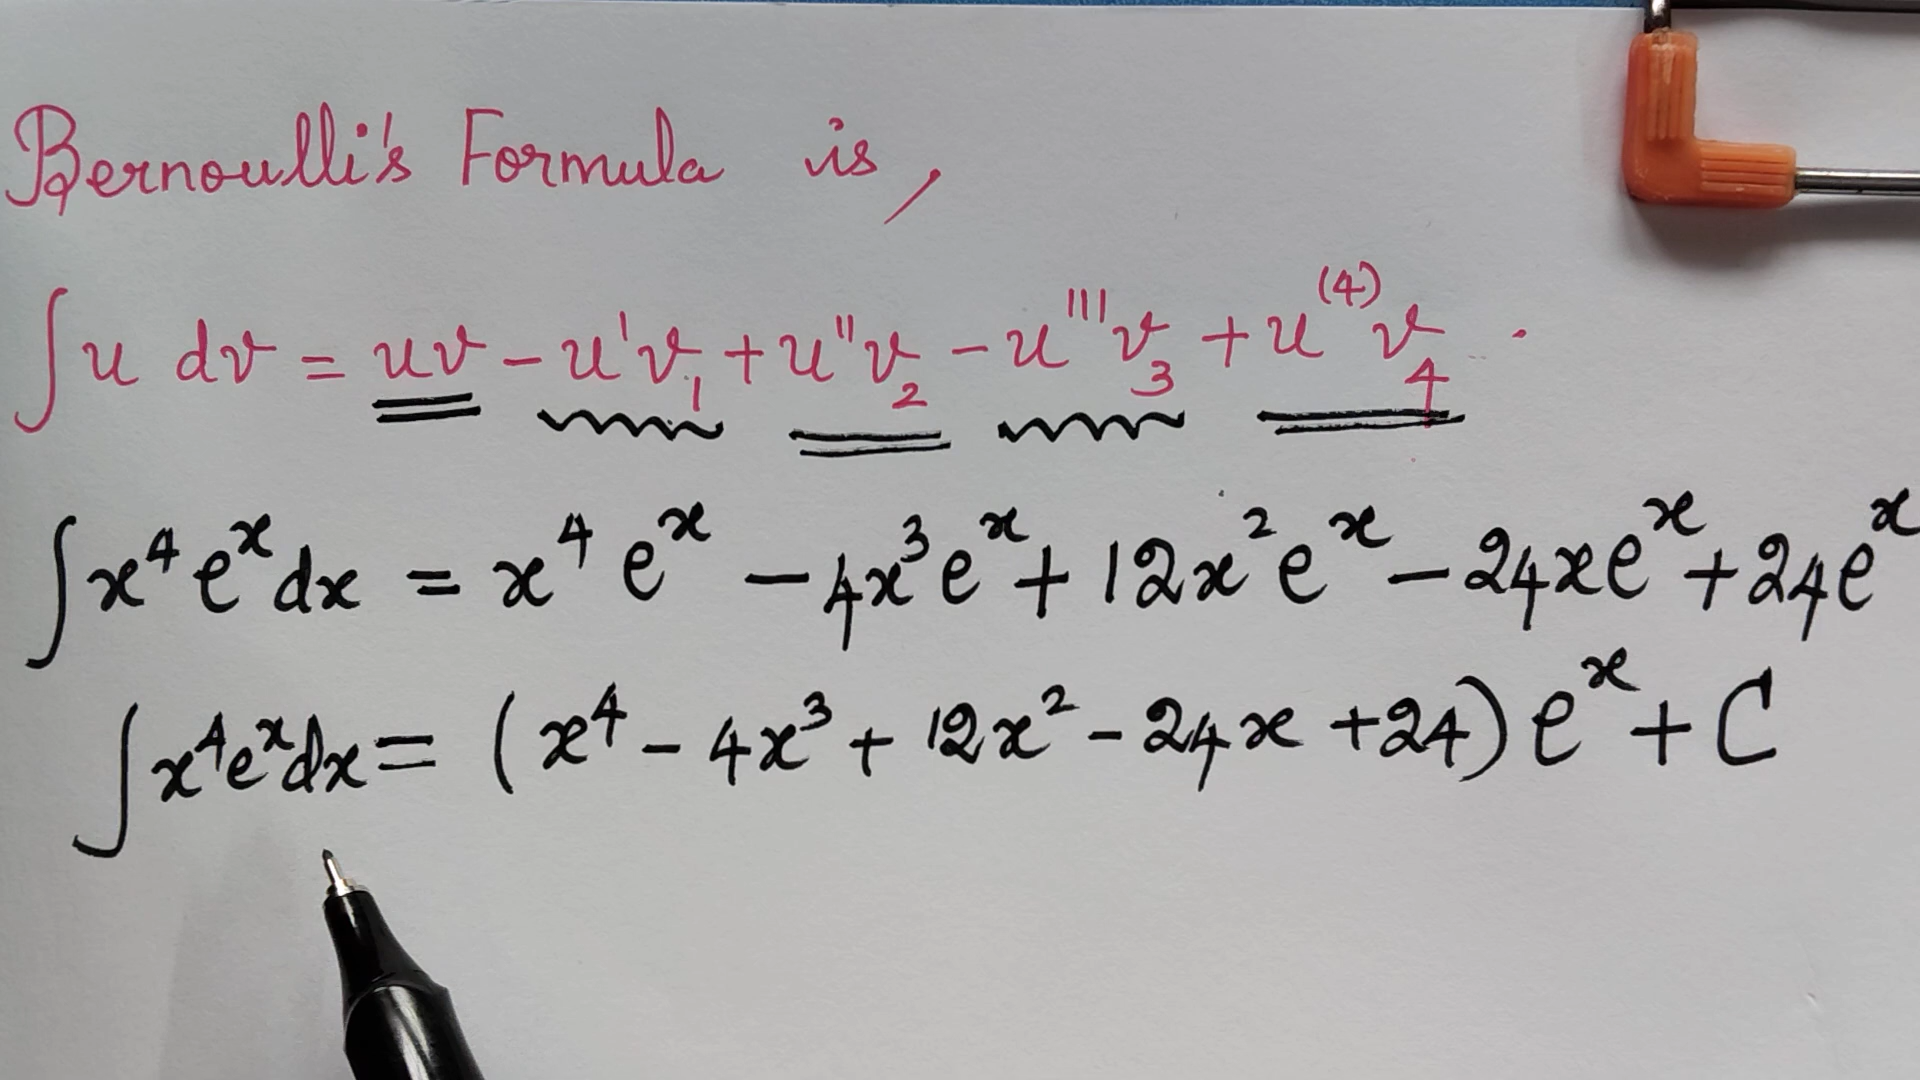 Bernoulli's Formula is,
∫u dv = uv − u'v₁ + u''v₂ − u'''v₃ + u⁽⁴⁾v₄ .
∫x⁴eˣdx = x⁴eˣ − 4x³eˣ + 12x²eˣ − 24xeˣ + 24eˣ
∫x⁴eˣdx = (x⁴ − 4x³ + 12x² − 24x + 24)eˣ + C